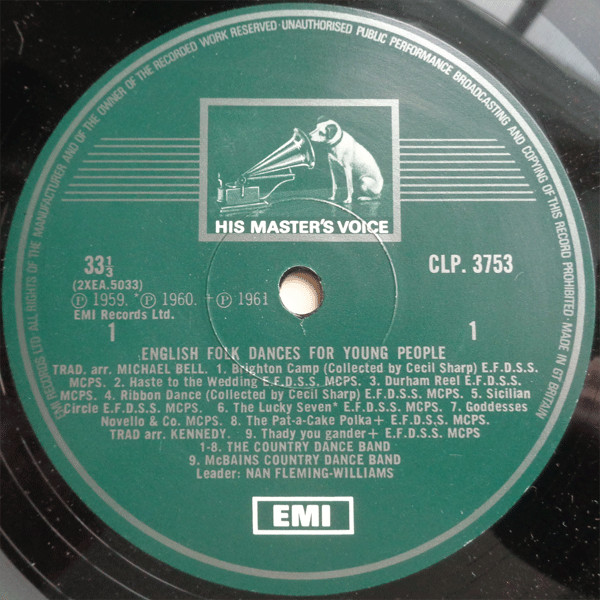 EMI RECORDS LTD ALL RIGHTS OF THE MANUFACTURER AND OF THE OWNER OF THE RECORDED WORK RESERVED · UNAUTHORISED PUBLIC PERFORMANCE BROADCASTING AND COPYING OF THIS RECORD PROHIBITED · MADE IN GT BRITAIN
HIS MASTER'S VOICE
33⅓
CLP. 3753
(2XEA.5033)
Ⓟ 1959. *Ⓟ 1960. + Ⓟ 1961
EMI Records Ltd.
1
1
ENGLISH FOLK DANCES FOR YOUNG PEOPLE
TRAD. arr. MICHAEL BELL. 1. Brighton Camp (Collected by Cecil Sharp) E.F.D.S.S.
MCPS. 2. Haste to the Wedding E.F.D.S.S. MCPS. 3. Durham Reel E.F.D.S.S.
MCPS. 4. Ribbon Dance (Collected by Cecil Sharp) E.F.D.S.S. MCPS. 5. Sicilian
Circle E.F.D.S.S. MCPS. 6. The Lucky Seven* E.F.D.S.S. MCPS. 7. Goddesses
Novello & Co. MCPS. 8. The Pat-a-Cake Polka+ E.F.D.S.S. MCPS.
TRAD arr. KENNEDY. 9. Thady you gander+ E.F.D.S.S. MCPS
1-8. THE COUNTRY DANCE BAND
9. McBAINS COUNTRY DANCE BAND
Leader: NAN FLEMING-WILLIAMS
EMI